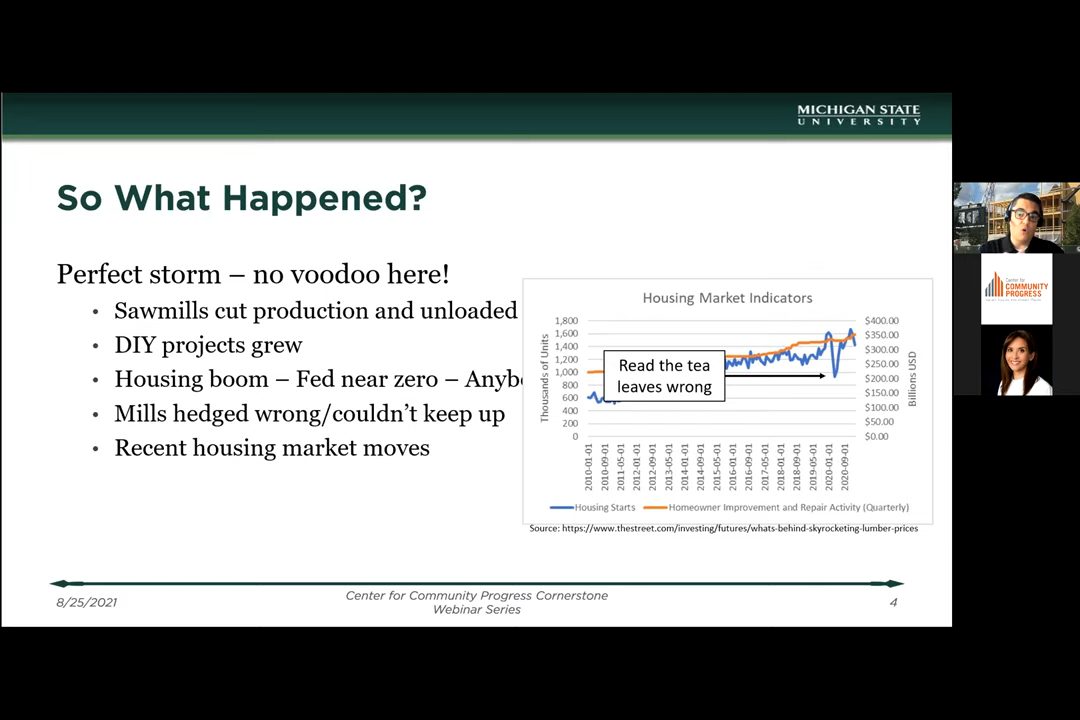 MICHIGAN STATE
UNIVERSITY
So What Happened?
Perfect storm – no voodoo here!
• Sawmills cut production and unloaded
• DIY projects grew
• Housing boom – Fed near zero – Anyb
• Mills hedged wrong/couldn’t keep up
• Recent housing market moves
Housing Market Indicators
Thousands of Units
1,800
1,600
1,400
1,200
1,000
800
600
400
200
0
Read the tea
leaves wrong
$400.00
$350.00
$300.00
$250.00
$200.00
$150.00
$100.00
$50.00
$0.00
Billions USD
2010-01-01
2010-09-01
2011-05-01
2012-01-01
2012-09-01
2013-05-01
2014-01-01
2014-09-01
2015-05-01
2016-01-01
2016-09-01
2017-05-01
2018-01-01
2018-09-01
2019-05-01
2020-01-01
2020-09-01
Housing Starts
Homeowner Improvement and Repair Activity (Quarterly)
Source: https://www.thestreet.com/investing/futures/whats-behind-skyrocketing-lumber-prices
8/25/2021
Center for Community Progress Cornerstone
Webinar Series
4
Center for
COMMUNITY
PROGRESS